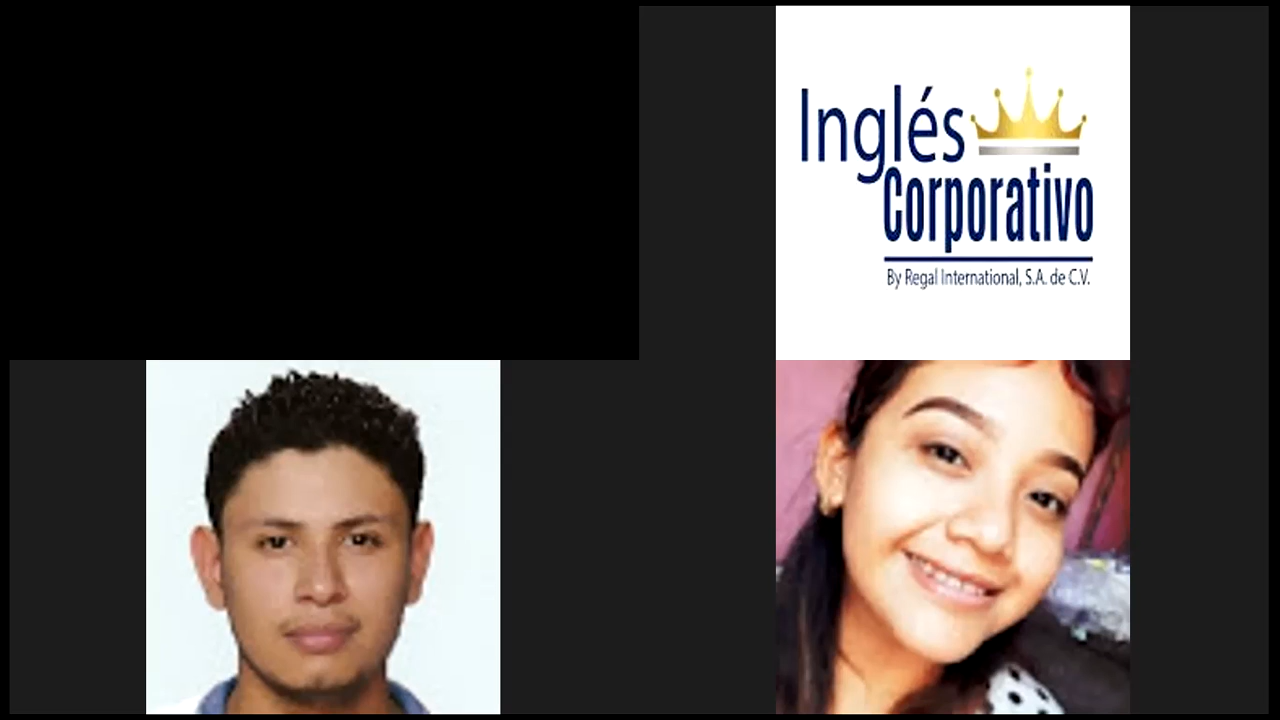 Inglés
Corporativo
By Regal International, S.A. de C.V.